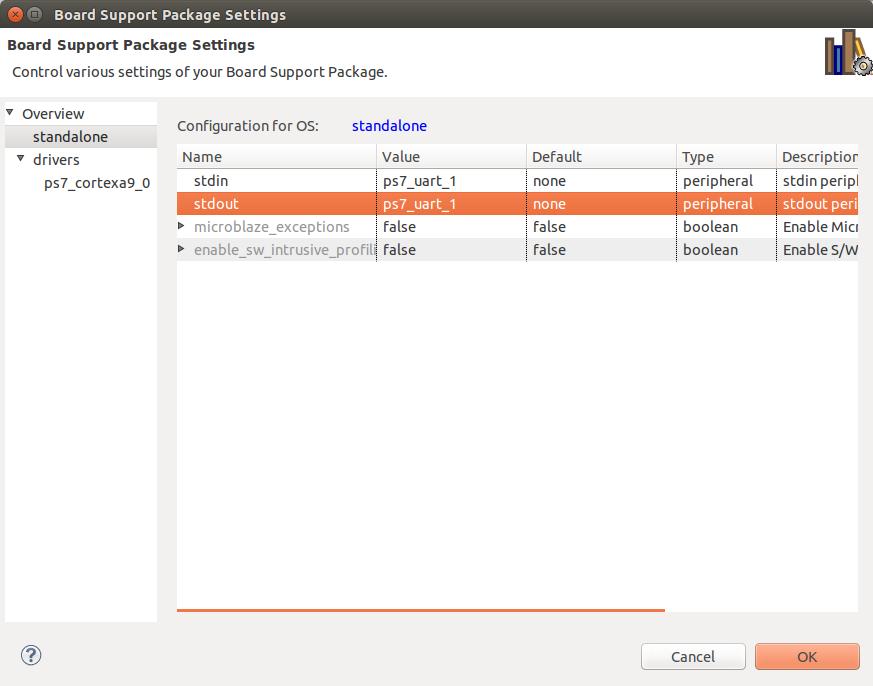 Board Support Package Settings
Board Support Package Settings
Control various settings of your Board Support Package.
Overview
standalone
drivers
ps7_cortexa9_0
Configuration for OS: standalone
Name Value Default Type Description
stdin ps7_uart_1 none peripheral stdin peripl
stdout ps7_uart_1 none peripheral stdout peri
microblaze_exceptions false false boolean Enable Micr
enable_sw_intrusive_profili false false boolean Enable S/W
?
Cancel OK